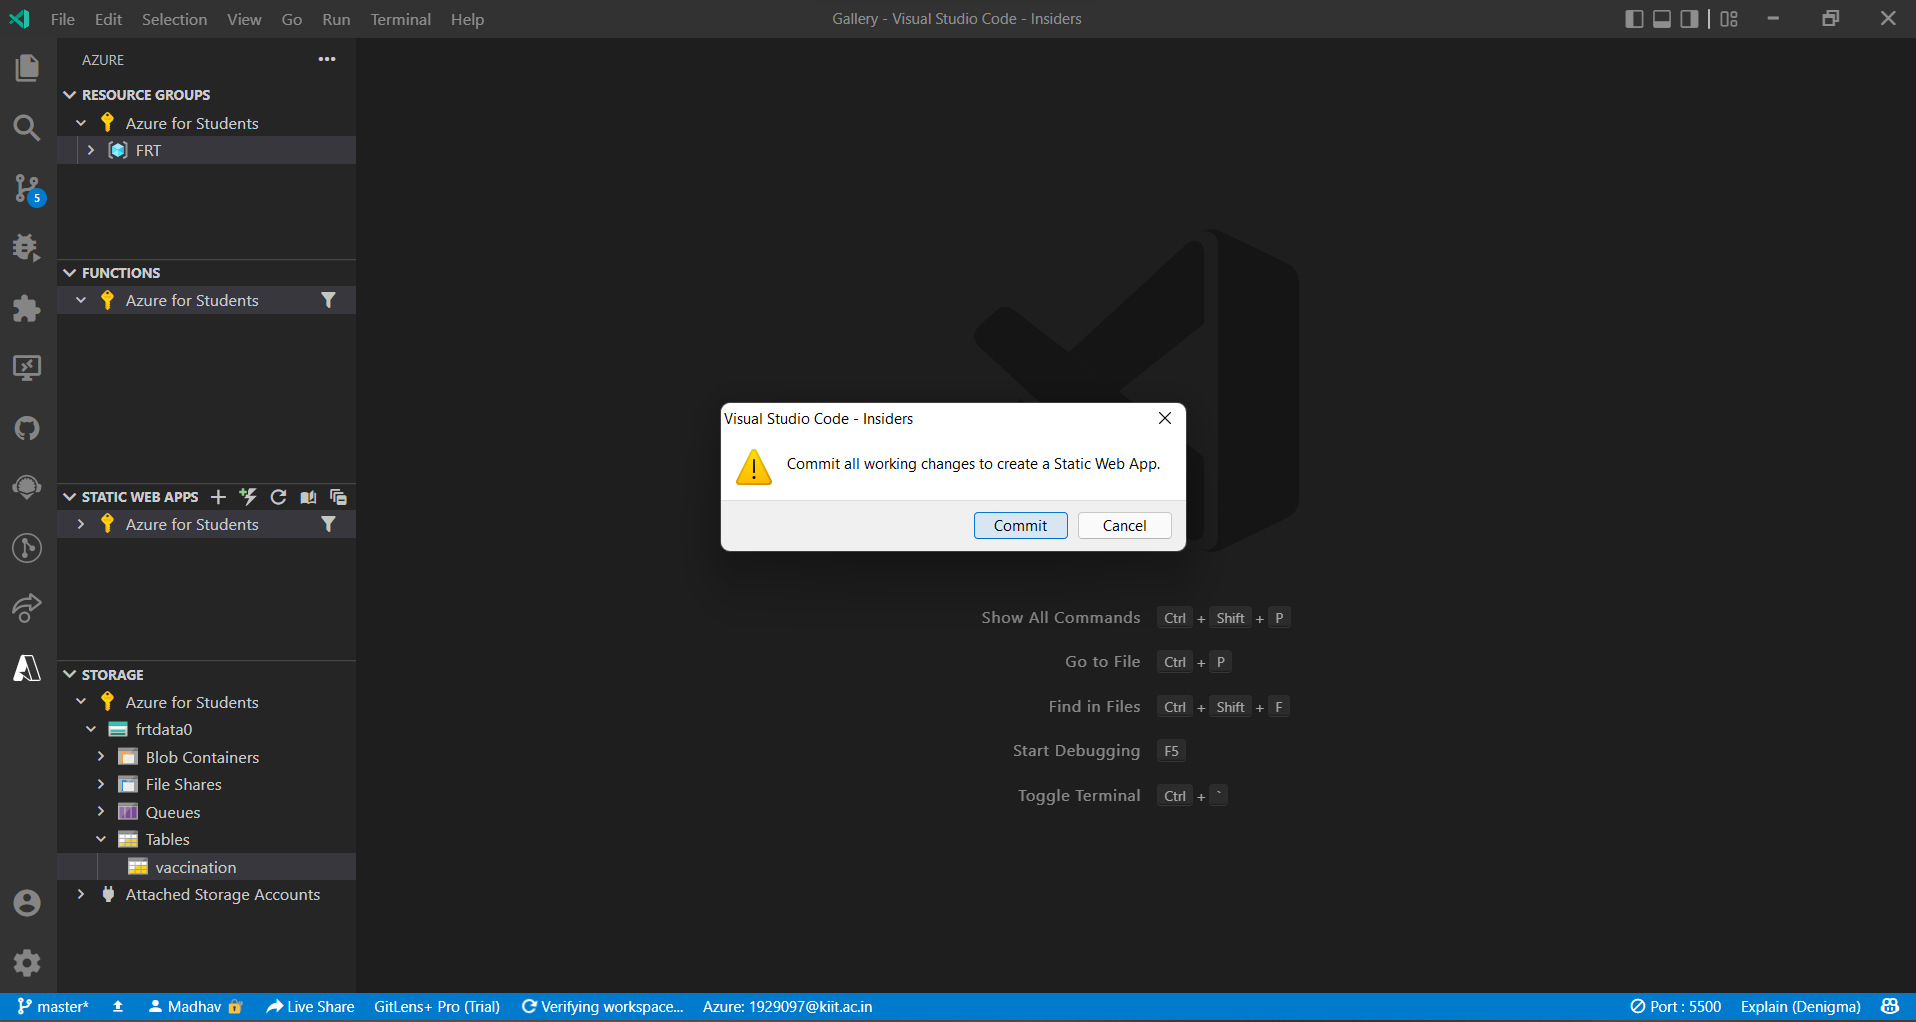 File Edit Selection View Go Run Terminal Help
Gallery - Visual Studio Code - Insiders
AZURE
RESOURCE GROUPS
Azure for Students
FRT
5
FUNCTIONS
Azure for Students
STATIC WEB APPS
Azure for Students
STORAGE
Azure for Students
frtdata0
Blob Containers
File Shares
Queues
Tables
vaccination
Attached Storage Accounts
Visual Studio Code - Insiders
Commit all working changes to create a Static Web App.
Commit Cancel
Show All Commands Ctrl + Shift + P
Go to File Ctrl + P
Find in Files Ctrl + Shift + F
Start Debugging F5
Toggle Terminal Ctrl + `
master* Madhav Live Share GitLens+ Pro (Trial) Verifying workspace... Azure: 1929097@kiit.ac.in Port : 5500 Explain (Denigma)